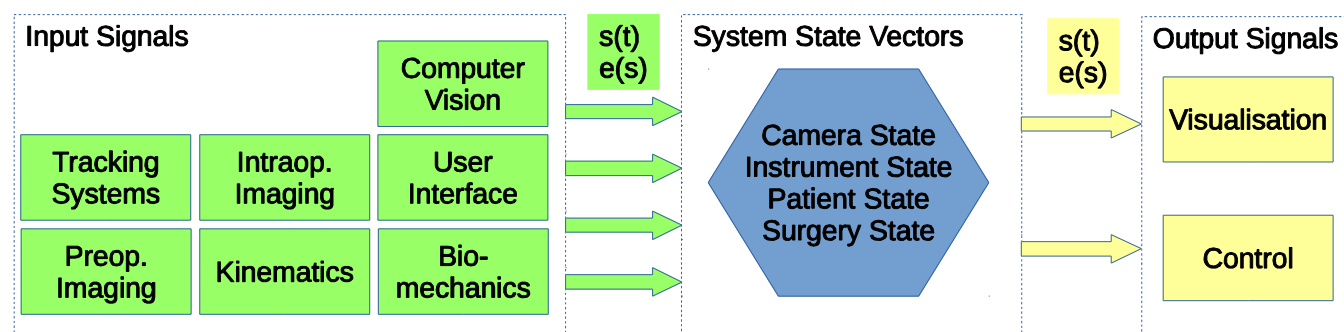 Input Signals
Computer
Vision
Tracking
Systems
Intraop.
Imaging
User
Interface
Preop.
Imaging
Kinematics
Bio-
mechanics
s(t)
e(s)
System State Vectors
Camera State
Instrument State
Patient State
Surgery State
s(t)
e(s)
Output Signals
Visualisation
Control